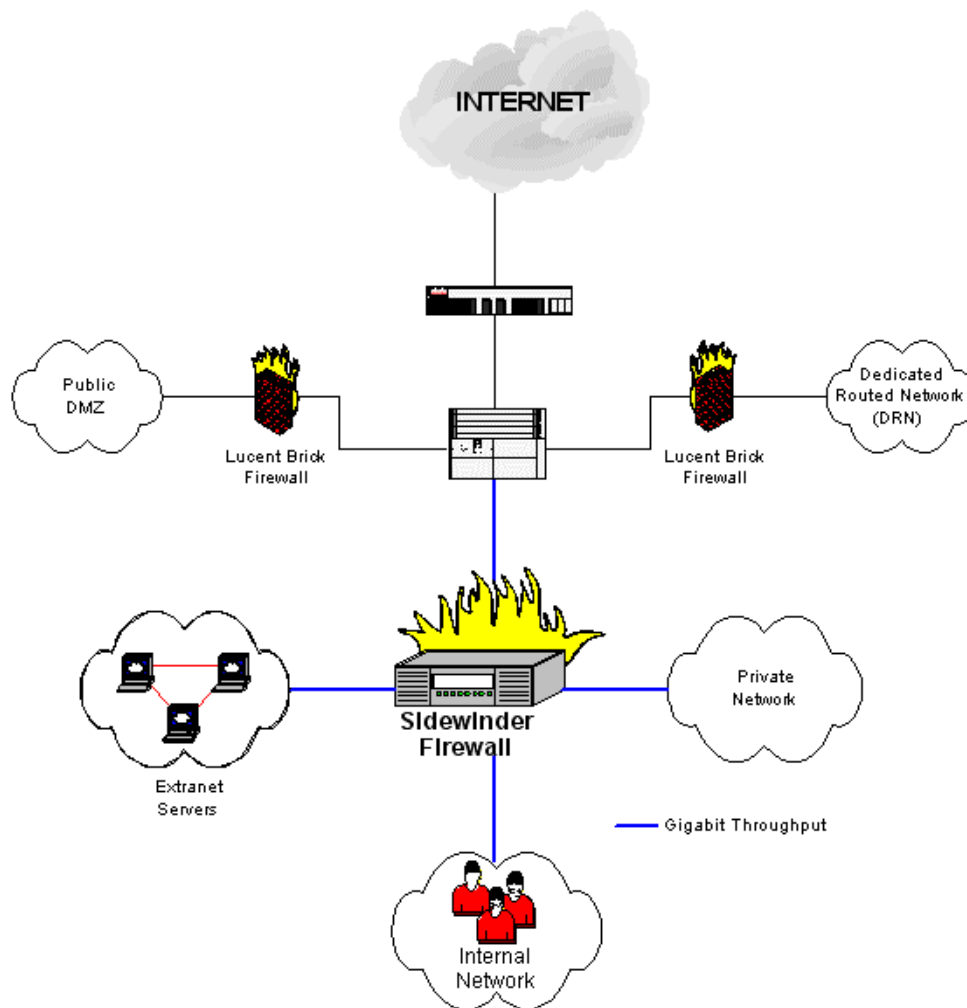 INTERNET
Public
DMZ
Lucent Brick
Firewall
Lucent Brick
Firewall
Dedicated
Routed Network
(DRN)
Sidewinder
Firewall
Extranet
Servers
Private
Network
Gigabit Throughput
Internal
Network